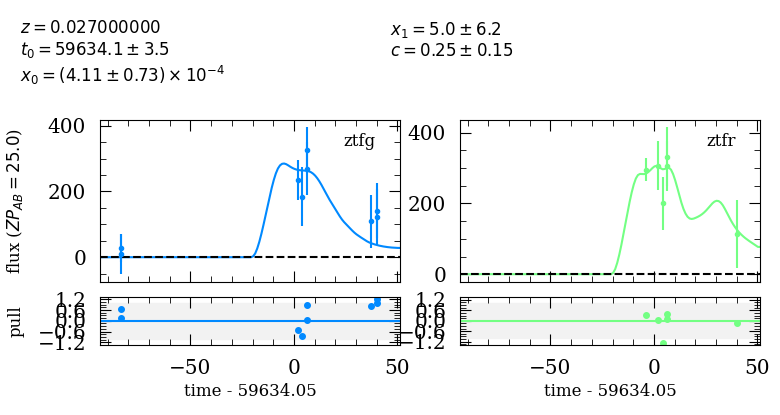 z = 0.027000000
t₀ = 59634.1 ± 3.5
x₀ = (4.11 ± 0.73) × 10⁻⁴
x₁ = 5.0 ± 6.2
c = 0.25 ± 0.15
ztfg
400
200
0
flux (ZP_AB = 25.0)
ztfr
400
200
0
pull
1.2
0.6
0.0
−0.6
−1.2
1.2
0.6
0.0
−0.6
−1.2
−50
0
50
time - 59634.05
−50
0
50
time - 59634.05